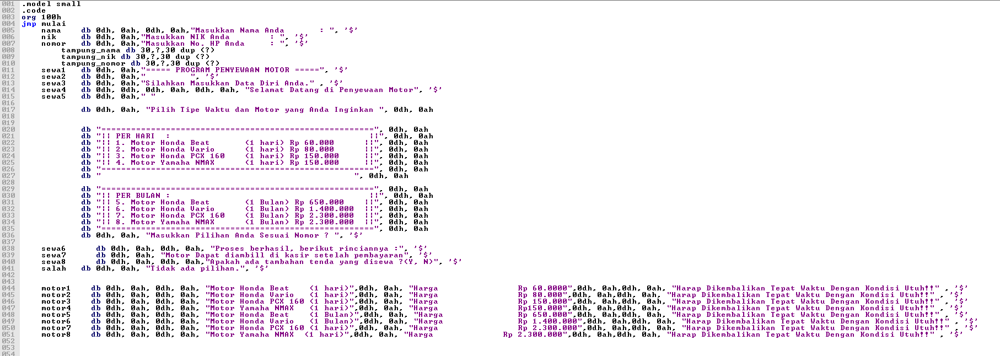 001 .model small
002 .code
003 org 100h
004 jmp mulai
005     nama    db 0dh, 0ah, 0dh, 0ah,"Masukkan Nama Anda       : ", '$'
006     nik     db 0dh, 0ah,"Masukkan NIK Anda        : ", '$'
007     nomor   db 0dh, 0ah,"Masukkan No. HP Anda     : ", '$'
008         tampung_nama db 30,?,30 dup (?)
009         tampung_nik db 30,?,30 dup (?)
010         tampung_nomor db 30,?,30 dup (?)
011     sewa1   db 0dh, 0ah,"===== PROGRAM PENYEWAAN MOTOR =====", '$'
012     sewa2   db 0dh, 0ah,"         ", '$'
013     sewa3   db 0dh, 0ah,"Silahkan Masukkan Data Diri Anda." , '$'
014     sewa4   db 0dh, 0dh, 0dh, 0ah, 0dh, 0ah, "Selamat Datang di Penyewaan Motor", '$'
015     sewa5   db 0dh, 0ah," "
016
017             db 0dh, 0ah, "Pilih Tipe Waktu dan Motor yang Anda Inginkan ", 0dh, 0ah
018
019
020             db "=======================================================", 0dh, 0ah
021             db "|| PER HARI  :                                        ||", 0dh, 0ah
022             db "|| 1. Motor Honda Beat       (1 hari) Rp 60.000      ||", 0dh, 0ah
023             db "|| 2. Motor Honda Vario      (1 hari) Rp 80.000      ||", 0dh, 0ah
024             db "|| 3. Motor Honda PCX 160    (1 hari) Rp 150.000     ||", 0dh, 0ah
025             db "|| 4. Motor Yamaha NMAX      (1 hari) Rp 150.000     ||", 0dh, 0ah
026             db "=======================================================", 0dh, 0ah
027             db "                                                   ", 0dh, 0ah
028
029             db "=======================================================", 0dh, 0ah
030             db "|| PER BULAN :                                        ||", 0dh, 0ah
031             db "|| 5. Motor Honda Beat       (1 Bulan) Rp 650.000    ||", 0dh, 0ah
032             db "|| 6. Motor Honda Vario      (1 Bulan) Rp 1.400.000  ||", 0dh, 0ah
033             db "|| 7. Motor Honda PCX 160    (1 Bulan) Rp 2.300.000  ||", 0dh, 0ah
034             db "|| 8. Motor Yamaha NMAX      (1 Bulan) Rp 2.300.000  ||", 0dh, 0ah
035             db "=======================================================", 0dh, 0ah
036             db 0dh, 0ah, "Masukkan Pilihan Anda Sesuai Nomor ? ", '$'
037
038     sewa6      db 0dh, 0ah, 0dh, 0ah, "Proses berhasil, berikut rinciannya :", '$'
039     sewa7      db 0dh, 0ah, "Motor Dapat diambill di kasir setelah pembayaran", '$'
040     sewa8      db 0dh, 0ah, 0dh, 0ah,"Apakah ada tambahan tenda yang disewa ?(Y, N)", '$'
041     salah   db 0dh, 0ah, "Tidak ada pilihan.", '$'
042
043
044     motor1    db 0dh, 0ah, 0dh, 0ah, "Motor Honda Beat    (1 hari)",0dh, 0ah, "Harga                Rp 60.0000",0dh, 0ah,0dh, 0ah, "Harap Dikembalikan Tepat Waktu Dengan Kondisi Utuh!!" , '$'
045     motor2    db 0dh, 0ah, 0dh, 0ah, "Motor Honda Vario   (1 hari)",0dh, 0ah, "Harga                Rp 80.000",0dh, 0ah,0dh, 0ah, "Harap Dikembalikan Tepat Waktu Dengan Kondisi Utuh!!" , '$'
046     motor3    db 0dh, 0ah, 0dh, 0ah, "Motor Honda PCX 160 (1 hari)",0dh, 0ah, "Harga                Rp 150.000",0dh, 0ah,0dh, 0ah, "Harap Dikembalikan Tepat Waktu Dengan Kondisi Utuh!!" , '$'
047     motor4    db 0dh, 0ah, 0dh, 0ah, "Motor Yamaha NMAX   (1 hari)",0dh, 0ah, "Harga                Rp150.000",0dh, 0ah,0dh, 0ah, "Harap Dikembalikan Tepat Waktu Dengan Kondisi Utuh!!" , '$'
048     motor5    db 0dh, 0ah, 0dh, 0ah, "Motor Honda Beat    (1 Bulan)",0dh, 0ah, "Harga               Rp 650.000",0dh, 0ah,0dh, 0ah, "Harap Dikembalikan Tepat Waktu Dengan Kondisi Utuh!!" , '$'
049     motor6    db 0dh, 0ah, 0dh, 0ah, "Motor Honda Vario   (1 Bulan)",0dh, 0ah, "Harga               Rp 1.400.000",0dh, 0ah,0dh, 0ah, "Harap Dikembalikan Tepat Waktu Dengan Kondisi Utuh!!" , '$'
050     motor7    db 0dh, 0ah, 0dh, 0ah, "Motor Honda PCX 160 (1 hari)",0dh, 0ah, "Harga                Rp 2.300.000",0dh, 0ah,0dh, 0ah, "Harap Dikembalikan Tepat Waktu Dengan Kondisi Utuh!!" , '$'
051     motor8    db 0dh, 0ah, 0dh, 0ah, "Motor Yamaha NMAX  (1 hari)",0dh, 0ah, "Harga              Rp 2.300.000",0dh, 0ah,0dh, 0ah, "Harap Dikembalikan Tepat Waktu Dengan Kondisi Utuh!!" , '$'
052
053
054